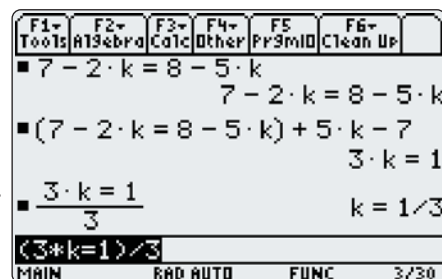 F1▾ F2▾ F3▾ F4▾ F5 F6▾
Tools Algebra Calc Other PrgmIO Clean Up
▪ 7 − 2 · k = 8 − 5 · k
7 − 2 · k = 8 − 5 · k
▪ (7 − 2 · k = 8 − 5 · k) + 5 · k − 7
3 · k = 1
▪ 3 · k = 1 / 3    k = 1/3
(3*k=1)/3
MAIN RAD AUTO FUNC 3/30